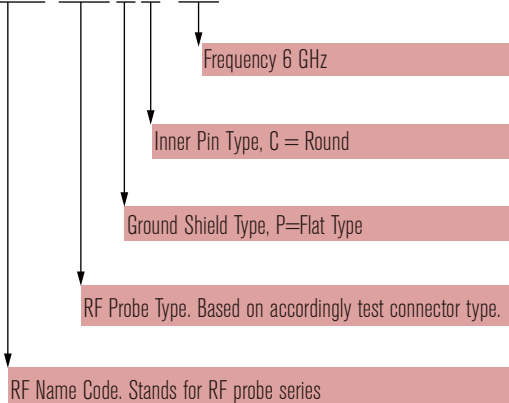 Frequency 6 GHz
Inner Pin Type, C = Round
Ground Shield Type, P=Flat Type
RF Probe Type. Based on accordingly test connector type.
RF Name Code. Stands for RF probe series